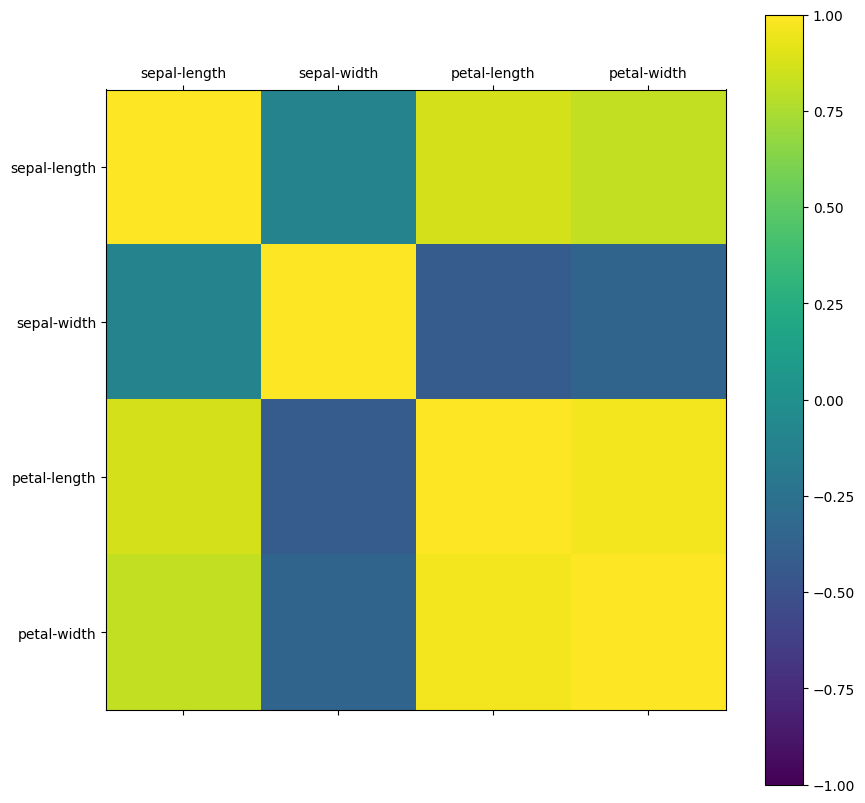 sepal-length sepal-width petal-length petal-width
sepal-length
sepal-width
petal-length
petal-width
1.00
0.75
0.50
0.25
0.00
−0.25
−0.50
−0.75
−1.00